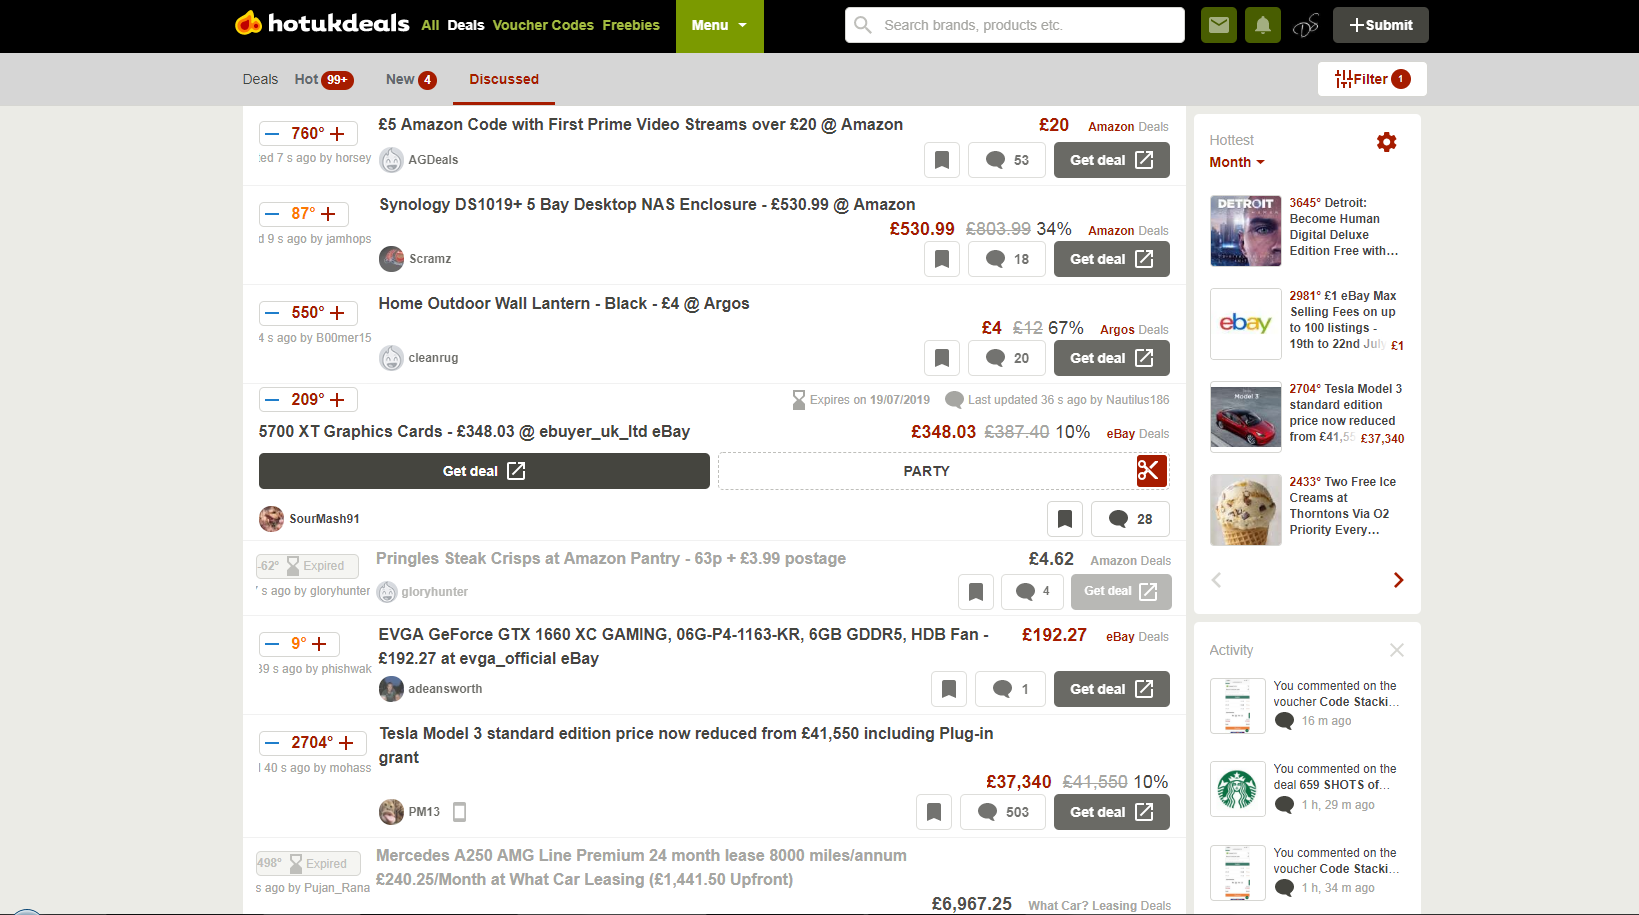 hotukdeals All Deals Voucher Codes Freebies Menu Search brands, products etc. Submit
Deals Hot 99+ New 4 Discussed Filter 1
760° £5 Amazon Code with First Prime Video Streams over £20 @ Amazon £20 Amazon Deals
ed 7 s ago by horsey AGDeals 53 Get deal
87° Synology DS1019+ 5 Bay Desktop NAS Enclosure - £530.99 @ Amazon
£530.99 £803.99 34% Amazon Deals
d 9 s ago by jamhops Scramz 18 Get deal
550° Home Outdoor Wall Lantern - Black - £4 @ Argos
£4 £12 67% Argos Deals
4 s ago by B00mer15 cleanrug 20 Get deal
209° Expires on 19/07/2019 Last updated 36 s ago by Nautilus186
5700 XT Graphics Cards - £348.03 @ ebuyer_uk_ltd eBay £348.03 £387.40 10% eBay Deals
Get deal PARTY
SourMash91 28
-62° Expired Pringles Steak Crisps at Amazon Pantry - 63p + £3.99 postage £4.62 Amazon Deals
s ago by gloryhunter gloryhunter 4 Get deal
9° EVGA GeForce GTX 1660 XC GAMING, 06G-P4-1163-KR, 6GB GDDR5, HDB Fan - £192.27 eBay Deals
£192.27 at evga_official eBay
39 s ago by phishwak adeansworth 1 Get deal
2704° Tesla Model 3 standard edition price now reduced from £41,550 including Plug-in
grant
£37,340 £41,550 10%
40 s ago by mohass PM13 503 Get deal
498° Expired Mercedes A250 AMG Line Premium 24 month lease 8000 miles/annum
£240.25/Month at What Car Leasing (£1,441.50 Upfront)
s ago by Pujan_Rana £6,967.25 What Car? Leasing Deals
Hottest
Month
DETROIT
3645° Detroit:
Become Human
Digital Deluxe
Edition Free with...
ebay
2981° £1 eBay Max
Selling Fees on up
to 100 listings -
19th to 22nd July £1
Model 3
2704° Tesla Model 3
standard edition
price now reduced
from £41,55 £37,340
2433° Two Free Ice
Creams at
Thorntons Via O2
Priority Every...
Activity
You commented on the
voucher Code Stacki...
16 m ago
You commented on the
deal 659 SHOTS of...
1 h, 29 m ago
You commented on the
voucher Code Stacki...
1 h, 34 m ago